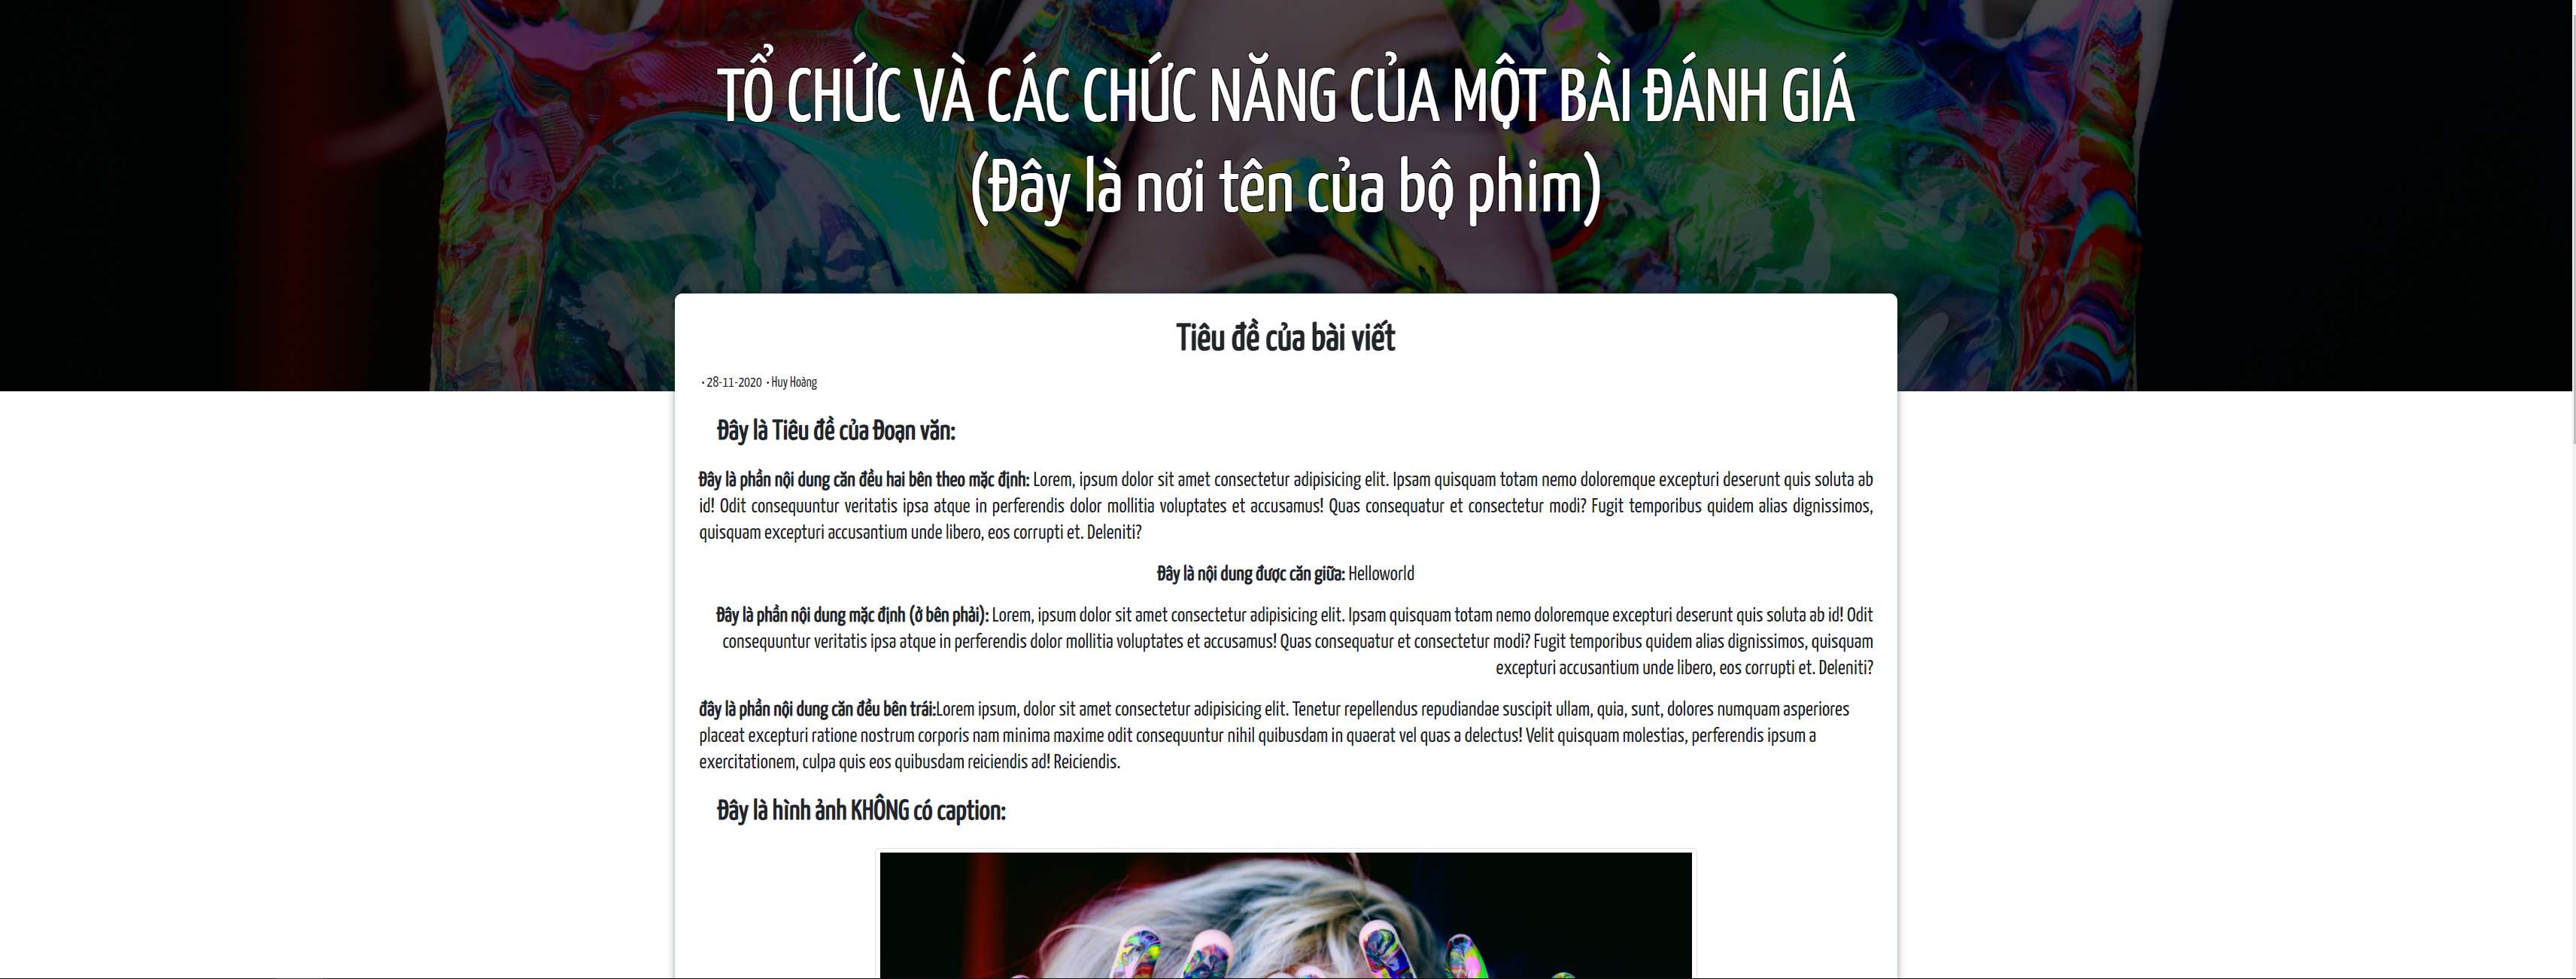 TỔ CHỨC VÀ CÁC CHỨC NĂNG CỦA MỘT BÀI ĐÁNH GIÁ
(Đây là nơi tên của bộ phim)
Tiêu đề của bài viết
• 28-11-2020 • Huy Hoàng
Đây là Tiêu đề của Đoạn văn:
Đây là phần nội dung căn đều hai bên theo mặc định: Lorem, ipsum dolor sit amet consectetur adipisicing elit. Ipsam quisquam totam nemo doloremque excepturi deserunt quis soluta ab
id! Odit consequuntur veritatis ipsa atque in perferendis dolor mollitia voluptates et accusamus! Quas consequatur et consectetur modi? Fugit temporibus quidem alias dignissimos,
quisquam excepturi accusantium unde libero, eos corrupti et. Deleniti?
Đây là nội dung được căn giữa: Helloworld
Đây là phần nội dung mặc định (ở bên phải): Lorem, ipsum dolor sit amet consectetur adipisicing elit. Ipsam quisquam totam nemo doloremque excepturi deserunt quis soluta ab id! Odit
consequuntur veritatis ipsa atque in perferendis dolor mollitia voluptates et accusamus! Quas consequatur et consectetur modi? Fugit temporibus quidem alias dignissimos, quisquam
excepturi accusantium unde libero, eos corrupti et. Deleniti?
đây là phần nội dung căn đều bên trái:Lorem ipsum, dolor sit amet consectetur adipisicing elit. Tenetur repellendus repudiandae suscipit ullam, quia, sunt, dolores numquam asperiores
placeat excepturi ratione nostrum corporis nam minima maxime odit consequuntur nihil quibusdam in quaerat vel quas a delectus! Velit quisquam molestias, perferendis ipsum a
exercitationem, culpa quis eos quibusdam reiciendis ad! Reiciendis.
Đây là hình ảnh KHÔNG có caption: